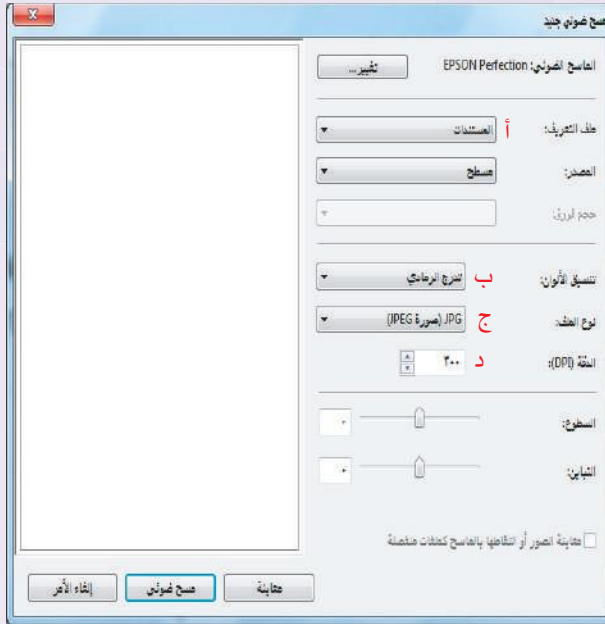 مسح ضوئي جديد
الماسح الضوئي: EPSON Perfection تغيير...
ملف التعريف: أ المستندات
المصدر: مسطح
حجم الورق:
تنسيق الألوان: ب تدرج الرمادي
نوع الملف: ج JPG (صورة JPEG)
الدقة (DPI): د ٣٠٠
السطوع: ٠
التباين: ٠
معاينة الصور أو التقاطها بالماسح كملفات منفصلة
معاينة مسح ضوئي إلغاء الأمر